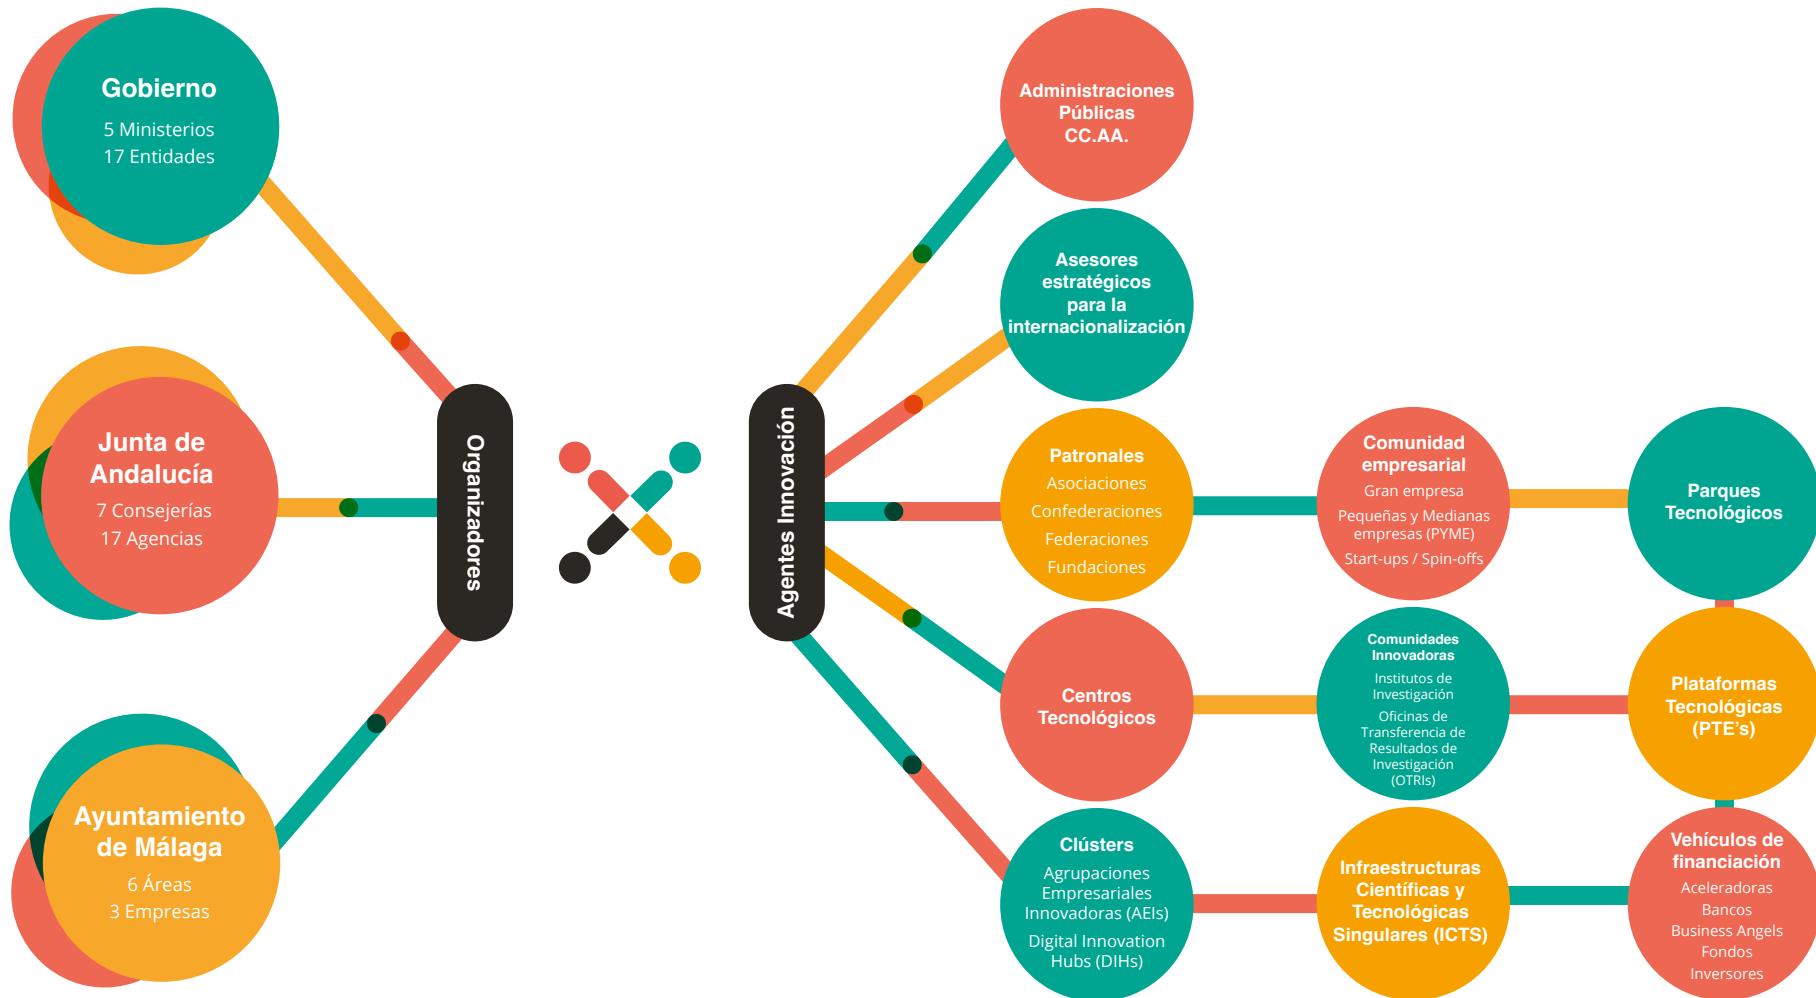 Gobierno
5 Ministerios
17 Entidades
Junta de
Andalucía
7 Consejerías
17 Agencias
Ayuntamiento
de Málaga
6 Áreas
3 Empresas
Organizadores
Agentes Innovación
Administraciones
Públicas
CC.AA.
Asesores
estratégicos
para la
internacionalización
Patronales
Asociaciones
Confederaciones
Federaciones
Fundaciones
Comunidad
empresarial
Gran empresa
Pequeñas y Medianas
empresas (PYME)
Start-ups / Spin-offs
Parques
Tecnológicos
Centros
Tecnológicos
Comunidades
Innovadoras
Institutos de
Investigación
Oficinas de
Transferencia de
Resultados de
Investigación
(OTRIs)
Plataformas
Tecnológicas
(PTE's)
Clústers
Agrupaciones
Empresariales
Innovadoras (AEIs)
Digital Innovation
Hubs (DIHs)
Infraestructuras
Científicas y
Tecnológicas
Singulares (ICTS)
Vehículos de
financiación
Aceleradoras
Bancos
Business Angels
Fondos
Inversores